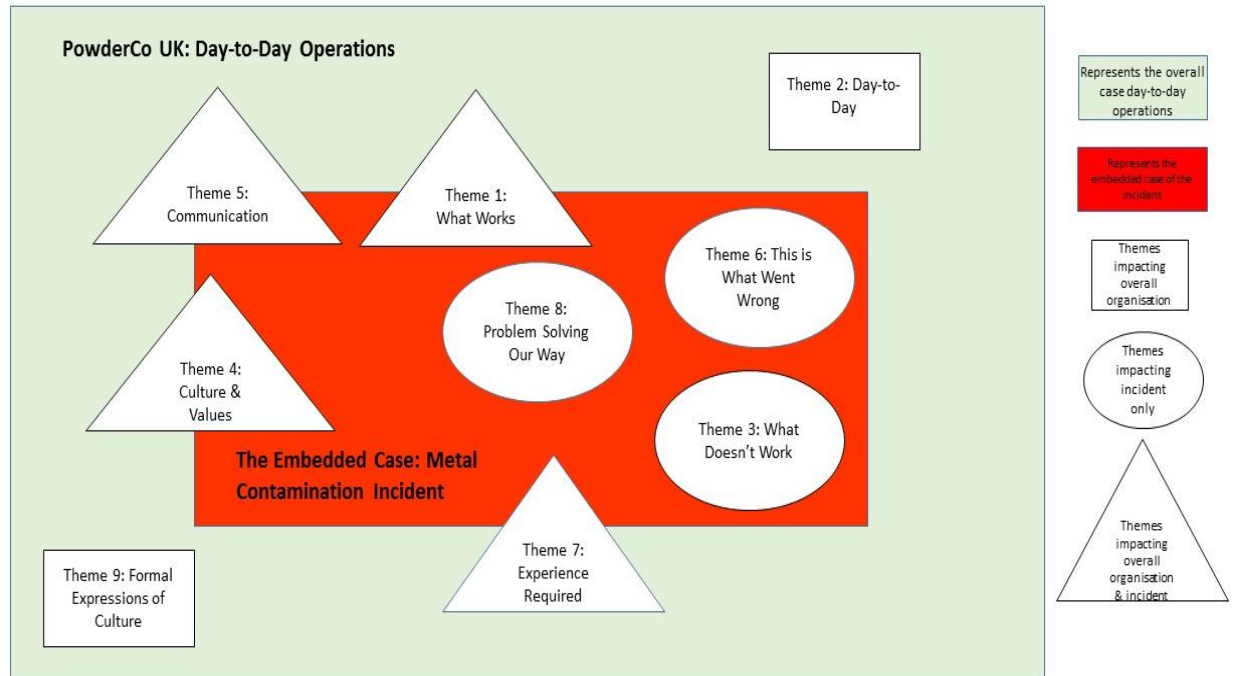 PowderCo UK: Day-to-Day Operations
Theme 2: Day-to-
Day
Theme 5:
Communication
Theme 1:
What Works
Theme 6: This is
What Went
Wrong
Theme 8:
Problem Solving
Our Way
Theme 4:
Culture &
Values
Theme 3: What
Doesn't Work
The Embedded Case: Metal
Contamination Incident
Theme 7:
Experience
Required
Theme 9: Formal
Expressions of
Culture
Represents the overall
case day-to-day
operations
Represents the
embedded case of the
incident
Themes
impacting
overall
organisation
Themes
impacting
incident
only
Themes
impacting
overall
organisation
& incident